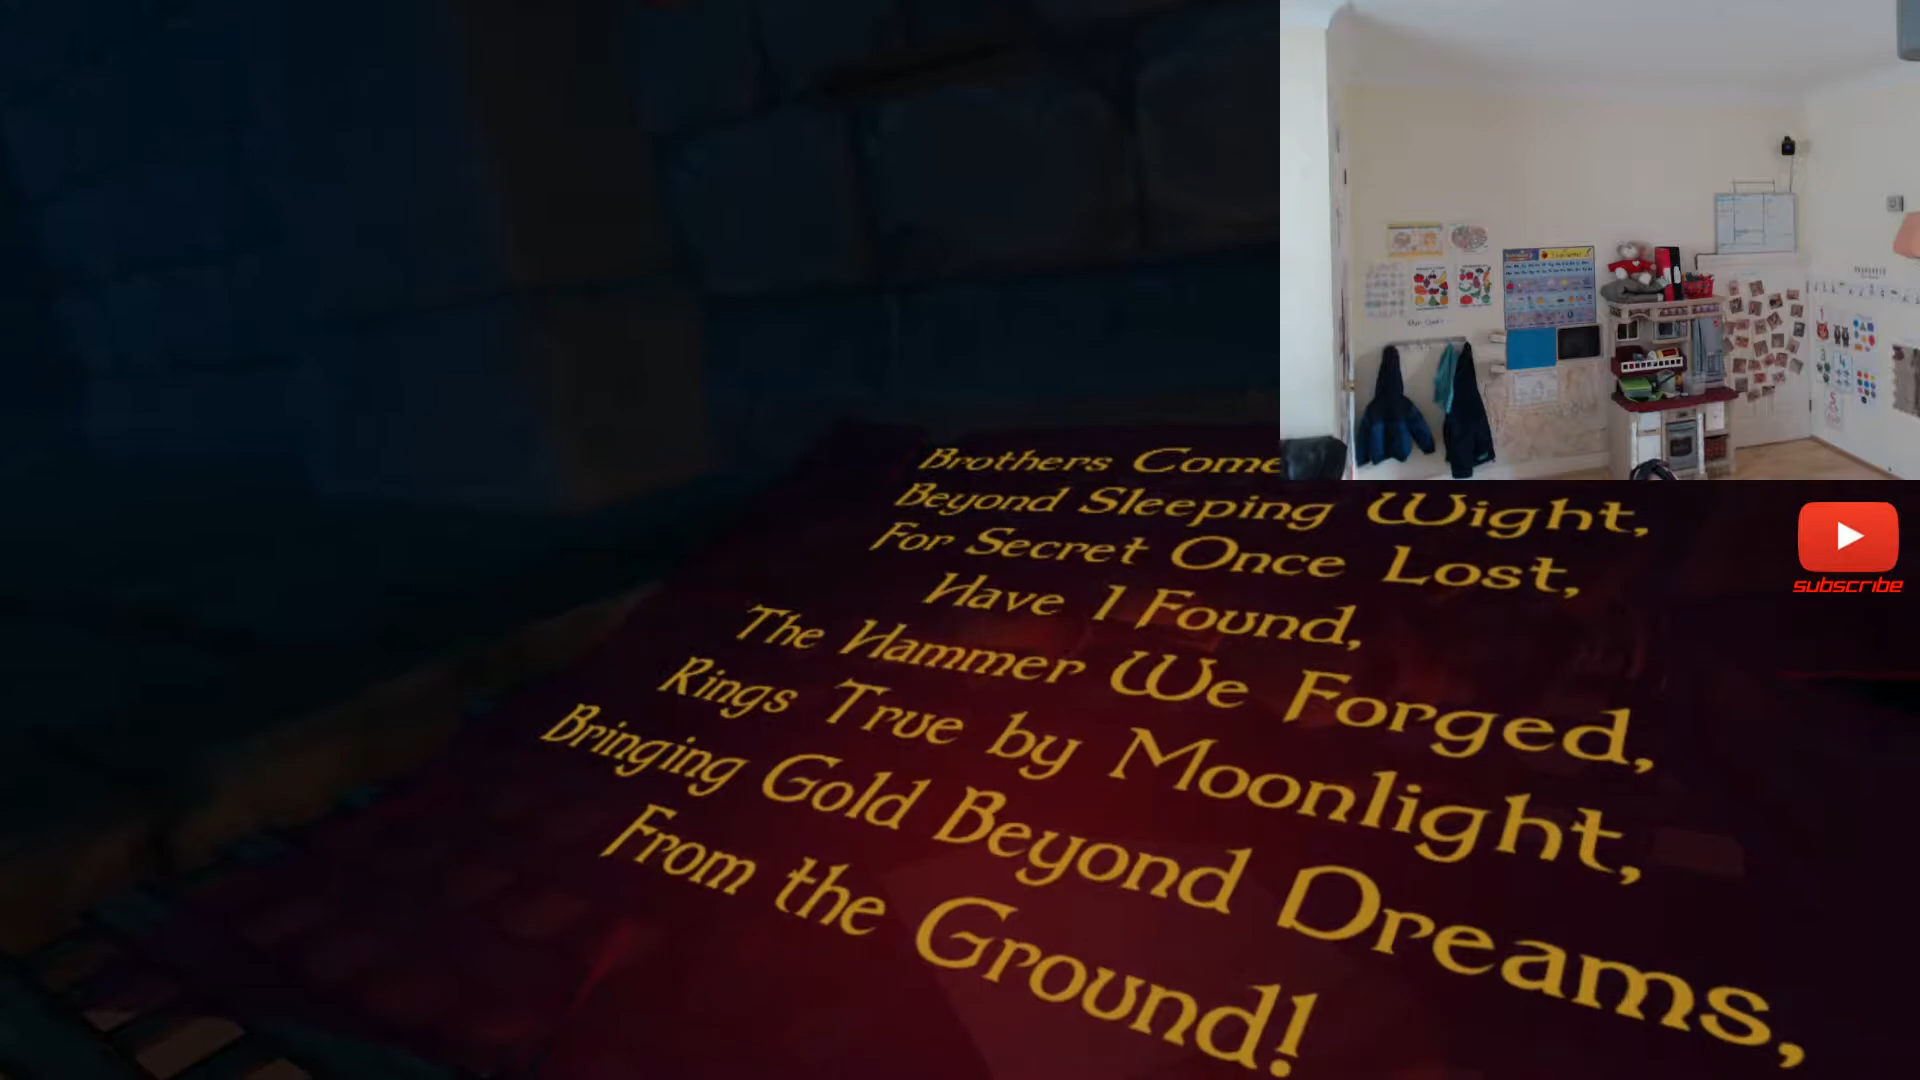 Brothers Come
Beyond Sleeping Wight,
For Secret Once Lost,
Have I Found,
The Hammer We Forged,
Rings True by Moonlight,
Bringing Gold Beyond Dreams,
From the Ground!
subscribe